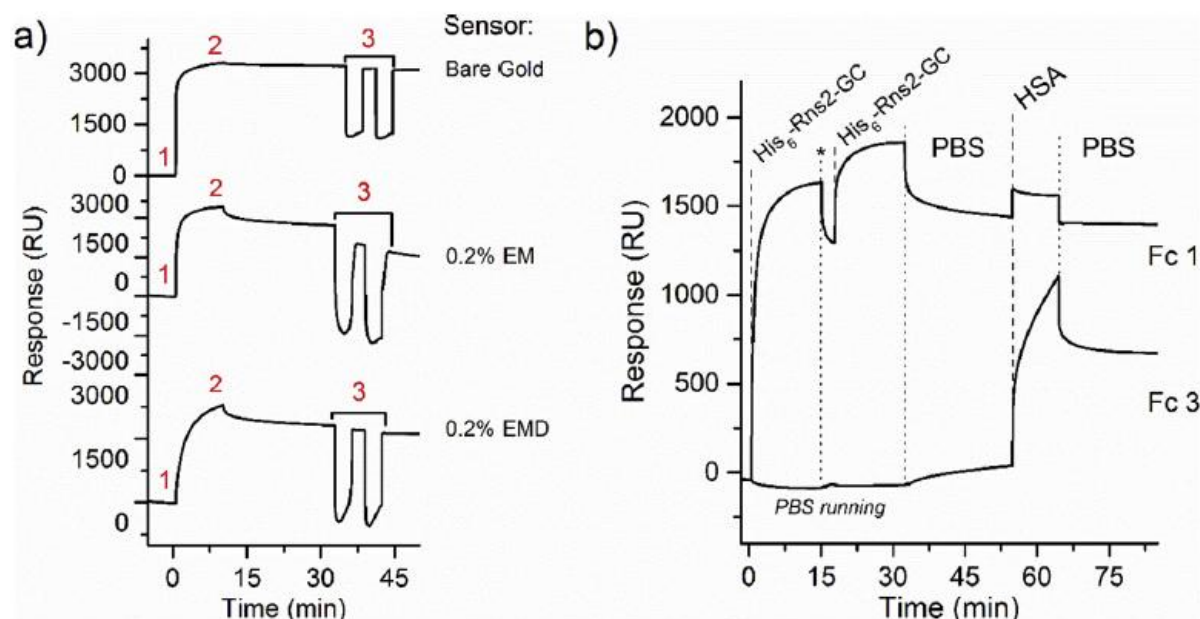 a)
Sensor:
3000
1500
0
1
2
3
Bare Gold
3000
1500
0
-1500
-3000
1
2
3
0.2% EM
3000
1500
0
1
2
3
0.2% EMD
Response (RU)
0 15 30 45
Time (min)
b)
His6-Rns2-GC
*
His6-Rns2-GC
PBS
HSA
PBS
2000
1500
1000
500
0
Response (RU)
Fc 1
Fc 3
PBS running
0 15 30 45 60 75
Time (min)